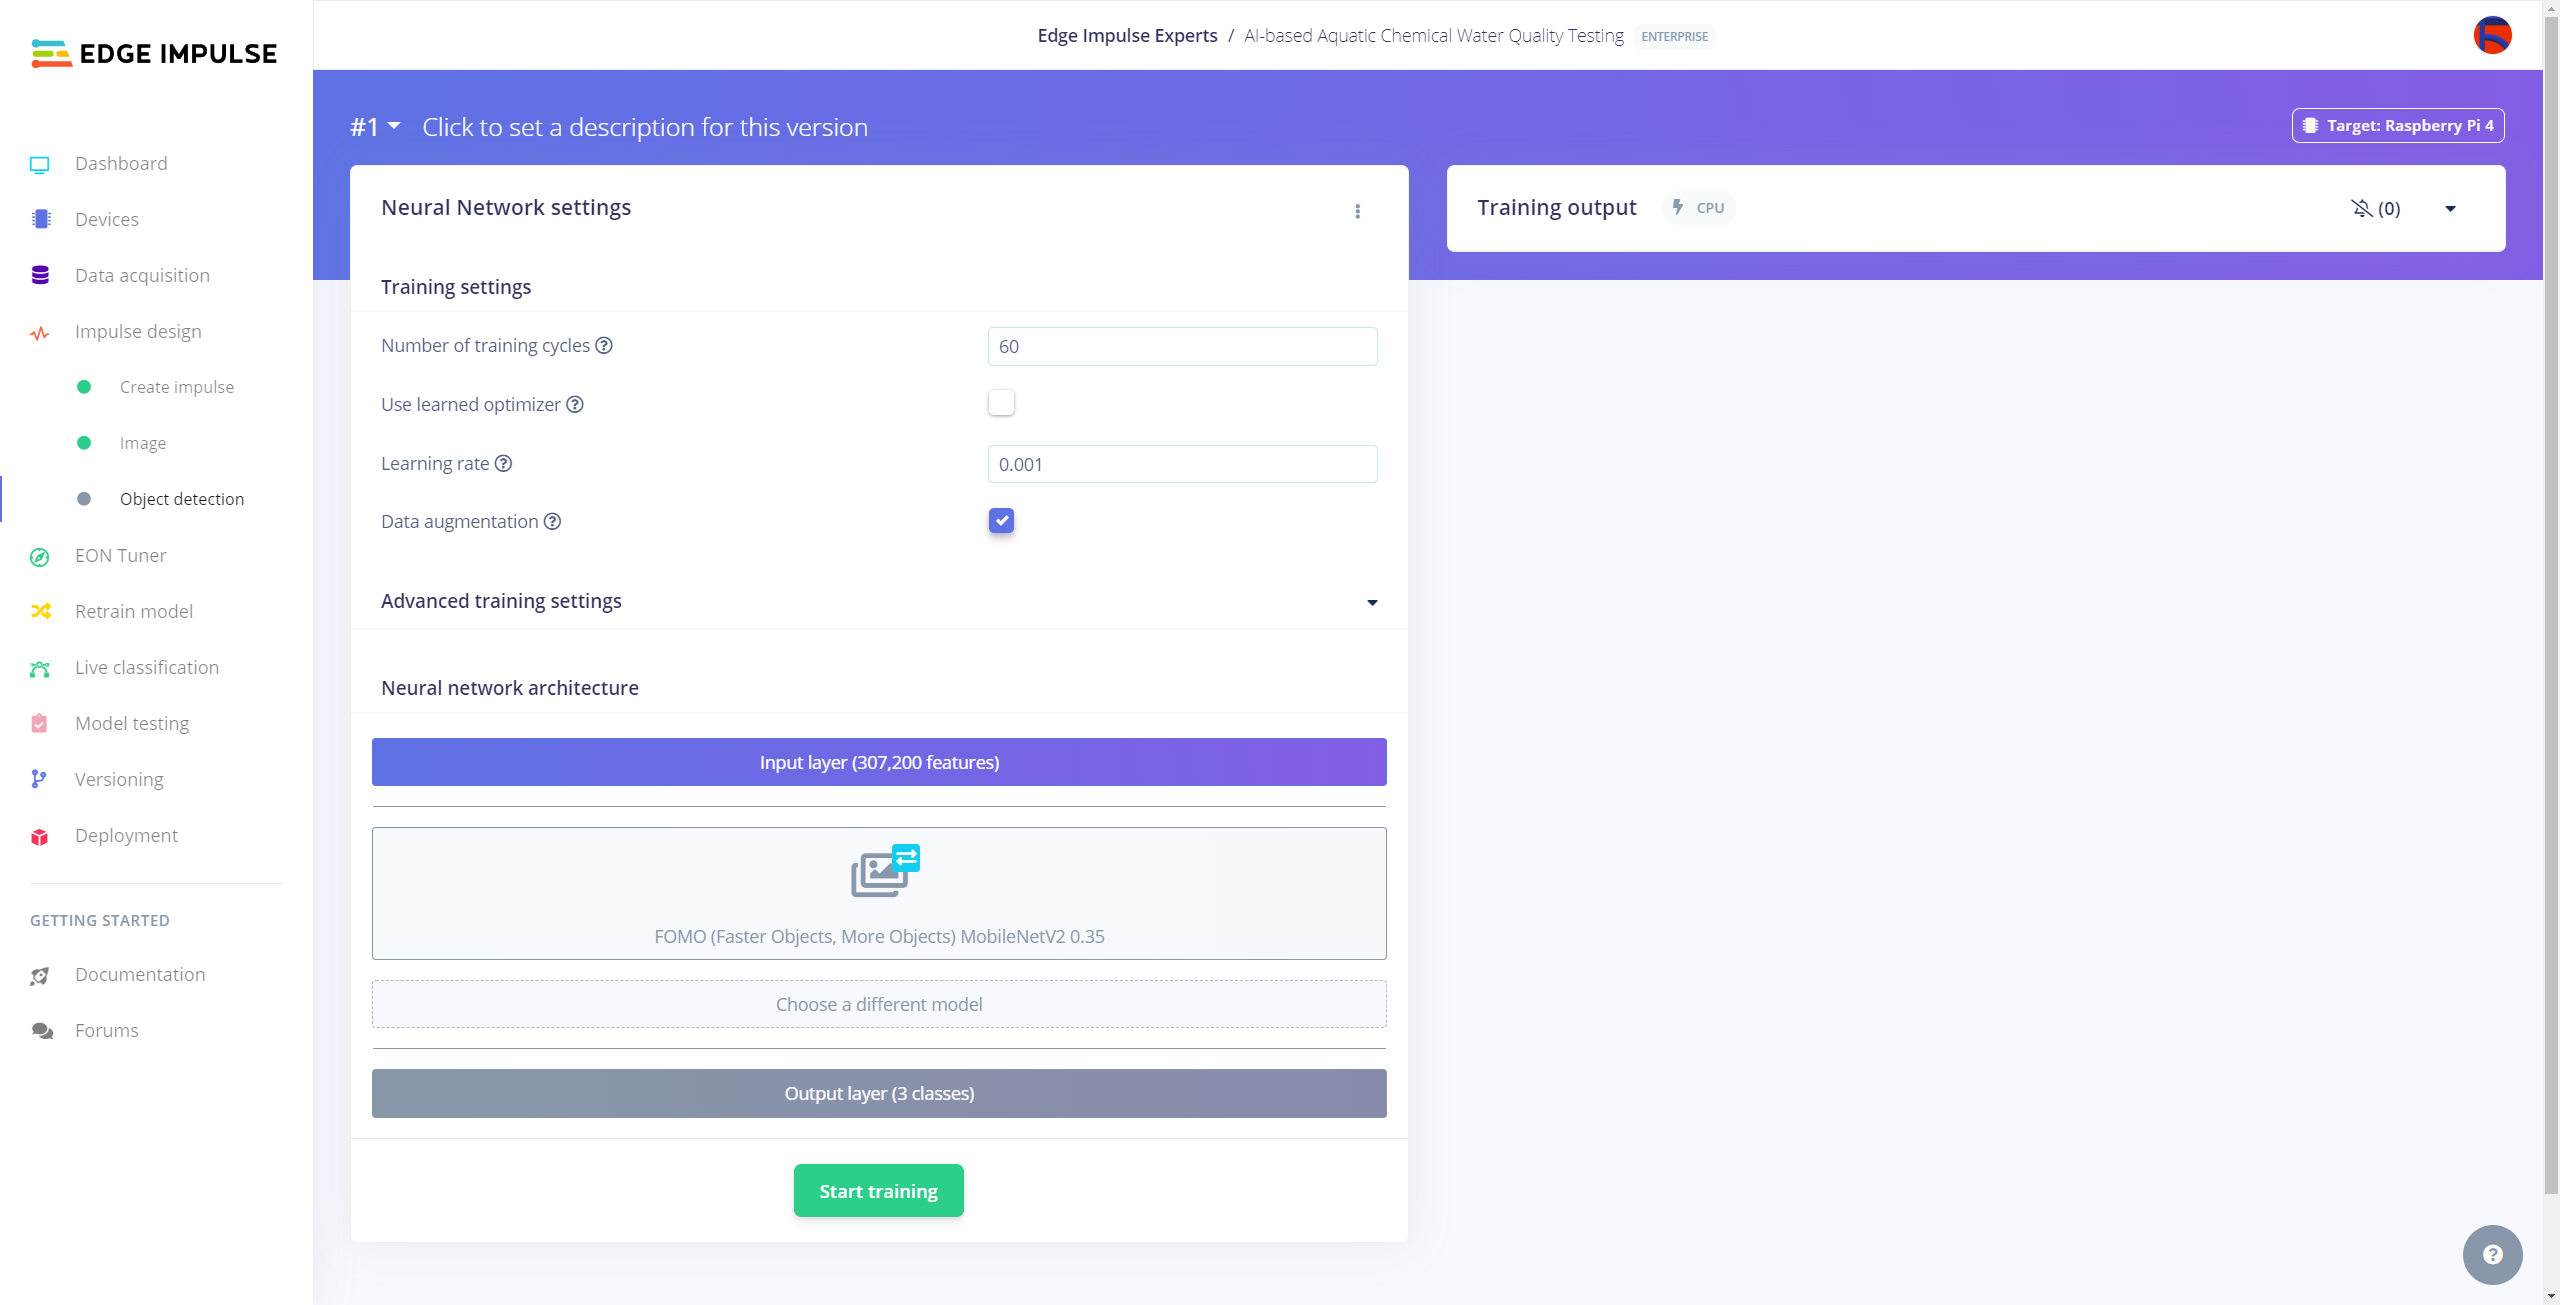 EDGE IMPULSE
Edge Impulse Experts / AI-based Aquatic Chemical Water Quality Testing ENTERPRISE
Dashboard
Devices
Data acquisition
Impulse design
Create impulse
Image
Object detection
EON Tuner
Retrain model
Live classification
Model testing
Versioning
Deployment
GETTING STARTED
Documentation
Forums
#1 Click to set a description for this version
Target: Raspberry Pi 4
Neural Network settings
Training settings
Number of training cycles ?
60
Use learned optimizer ?
Learning rate ?
0.001
Data augmentation ?
Advanced training settings
Neural network architecture
Input layer (307,200 features)
FOMO (Faster Objects, More Objects) MobileNetV2 0.35
Choose a different model
Output layer (3 classes)
Start training
Training output CPU (0)
?